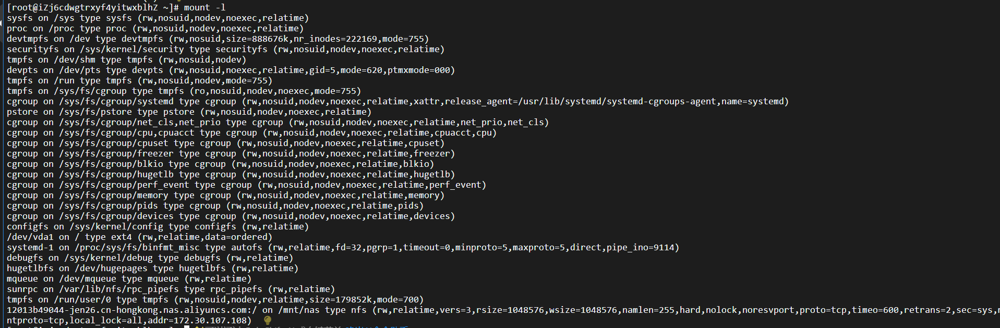 [root@iZj6cdwgtrxyf4yitwxblhZ ~]# mount -l
sysfs on /sys type sysfs (rw,nosuid,nodev,noexec,relatime)
proc on /proc type proc (rw,nosuid,nodev,noexec,relatime)
devtmpfs on /dev type devtmpfs (rw,nosuid,size=888676k,nr_inodes=222169,mode=755)
securityfs on /sys/kernel/security type securityfs (rw,nosuid,nodev,noexec,relatime)
tmpfs on /dev/shm type tmpfs (rw,nosuid,nodev)
devpts on /dev/pts type devpts (rw,nosuid,noexec,relatime,gid=5,mode=620,ptmxmode=000)
tmpfs on /run type tmpfs (rw,nosuid,nodev,mode=755)
tmpfs on /sys/fs/cgroup type tmpfs (ro,nosuid,nodev,noexec,mode=755)
cgroup on /sys/fs/cgroup/systemd type cgroup (rw,nosuid,nodev,noexec,relatime,xattr,release_agent=/usr/lib/systemd/systemd-cgroups-agent,name=systemd)
pstore on /sys/fs/pstore type pstore (rw,nosuid,nodev,noexec,relatime)
cgroup on /sys/fs/cgroup/net_cls,net_prio type cgroup (rw,nosuid,nodev,noexec,relatime,net_prio,net_cls)
cgroup on /sys/fs/cgroup/cpu,cpuacct type cgroup (rw,nosuid,nodev,noexec,relatime,cpuacct,cpu)
cgroup on /sys/fs/cgroup/cpuset type cgroup (rw,nosuid,nodev,noexec,relatime,cpuset)
cgroup on /sys/fs/cgroup/freezer type cgroup (rw,nosuid,nodev,noexec,relatime,freezer)
cgroup on /sys/fs/cgroup/blkio type cgroup (rw,nosuid,nodev,noexec,relatime,blkio)
cgroup on /sys/fs/cgroup/hugetlb type cgroup (rw,nosuid,nodev,noexec,relatime,hugetlb)
cgroup on /sys/fs/cgroup/perf_event type cgroup (rw,nosuid,nodev,noexec,relatime,perf_event)
cgroup on /sys/fs/cgroup/memory type cgroup (rw,nosuid,nodev,noexec,relatime,memory)
cgroup on /sys/fs/cgroup/pids type cgroup (rw,nosuid,nodev,noexec,relatime,pids)
cgroup on /sys/fs/cgroup/devices type cgroup (rw,nosuid,nodev,noexec,relatime,devices)
configfs on /sys/kernel/config type configfs (rw,relatime)
/dev/vda1 on / type ext4 (rw,relatime,data=ordered)
systemd-1 on /proc/sys/fs/binfmt_misc type autofs (rw,relatime,fd=32,pgrp=1,timeout=0,minproto=5,maxproto=5,direct,pipe_ino=9114)
debugfs on /sys/kernel/debug type debugfs (rw,relatime)
hugetlbfs on /dev/hugepages type hugetlbfs (rw,relatime)
mqueue on /dev/mqueue type mqueue (rw,relatime)
sunrpc on /var/lib/nfs/rpc_pipefs type rpc_pipefs (rw,relatime)
tmpfs on /run/user/0 type tmpfs (rw,nosuid,nodev,relatime,size=179852k,mode=700)
12013b49044-jen26.cn-hongkong.nas.aliyuncs.com:/ on /mnt/nas type nfs (rw,relatime,vers=3,rsize=1048576,wsize=1048576,namlen=255,hard,nolock,noresvport,proto=tcp,timeo=600,retrans=2,sec=sys,
ntproto=tcp,local_lock=all,addr=172.30.107.108)